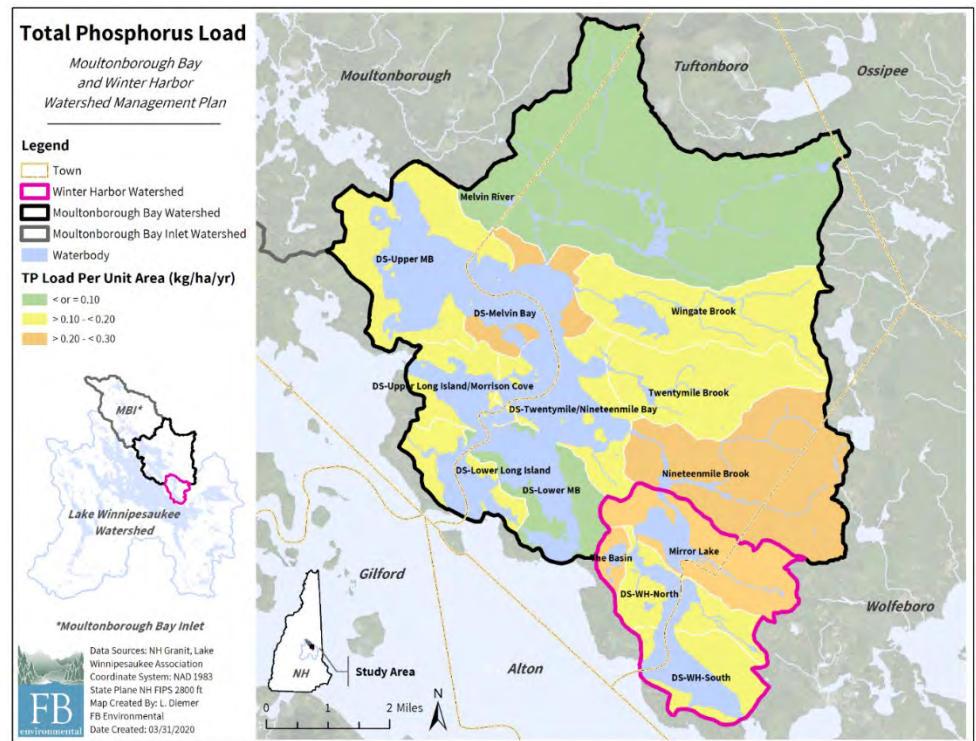 Total Phosphorus Load
Moultonborough Bay
and Winter Harbor
Watershed Management Plan
Legend
Town
Winter Harbor Watershed
Moultonborough Bay Watershed
Moultonborough Bay Inlet Watershed
Waterbody
TP Load Per Unit Area (kg/ha/yr)
< or = 0.10
> 0.10 - < 0.20
> 0.20 - < 0.30
MBI*
Lake Winnipesaukee
Watershed
*Moultonborough Bay Inlet
FB
environmental
Data Sources: NH Granit, Lake
Winnipesaukee Association
Coordinate System: NAD 1983
State Plane NH FIPS 2800 ft
Map Created By: L. Diemer
FB Environmental
Date Created: 03/31/2020
Moultonborough
Tuftonboro
Ossipee
Melvin River
DS-Upper MB
DS-Melvin Bay
Wingate Brook
DS-Upper Long Island/Morrison Cove
Twentymile Brook
DS-Twentymile/Nineteenmile Bay
DS-Lower Long Island
Nineteenmile Brook
DS-Lower MB
Mirror Lake
The Basin
Gilford
DS-WH-North
Wolfeboro
Alton
DS-WH-South
NH
Study Area
N
0 1 2 Miles